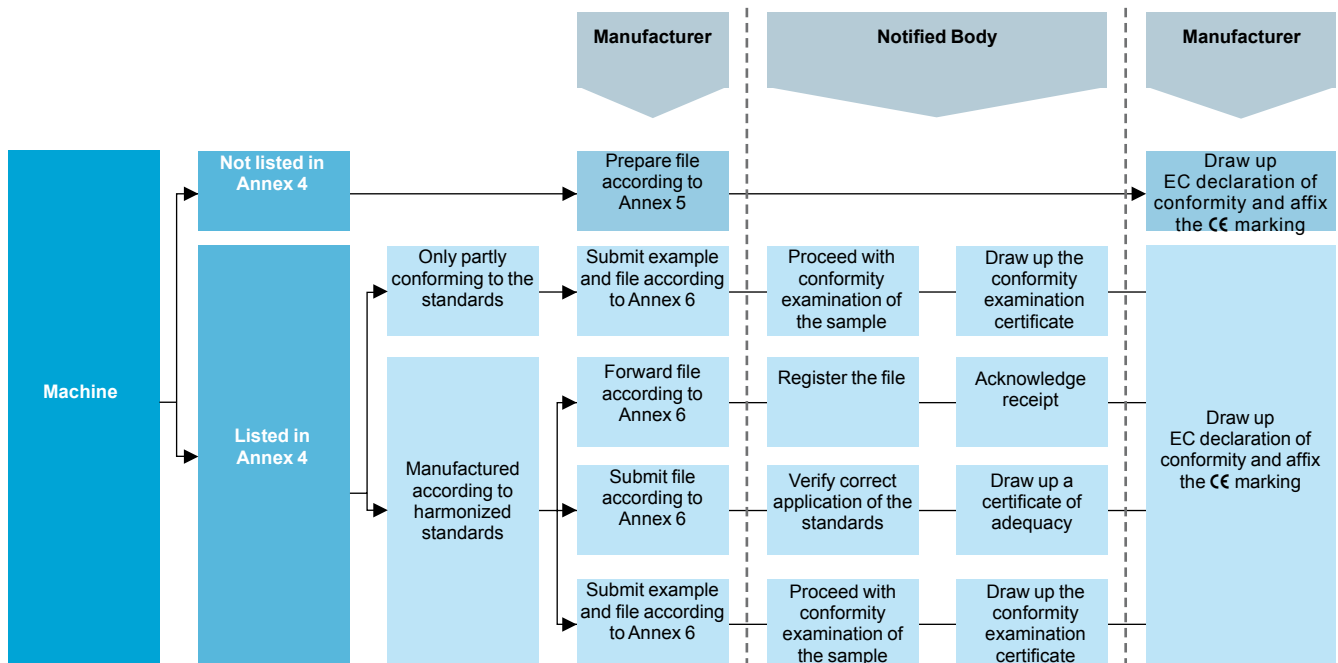 Manufacturer
Notified Body
Manufacturer
Machine
Not listed in
Annex 4
Prepare file
according to
Annex 5
Draw up
EC declaration of
conformity and affix
the CE marking
Listed in
Annex 4
Only partly
conforming to the
standards
Submit example
and file according
to Annex 6
Proceed with
conformity
examination of
the sample
Draw up the
conformity
examination
certificate
Manufactured
according to
harmonized
standards
Forward file
according to
Annex 6
Register the file
Acknowledge
receipt
Submit file
according to
Annex 6
Verify correct
application of the
standards
Draw up a
certificate of
adequacy
Submit example
and file according
to Annex 6
Proceed with
conformity
examination of
the sample
Draw up the
conformity
examination
certificate
Draw up
EC declaration of
conformity and affix
the CE marking